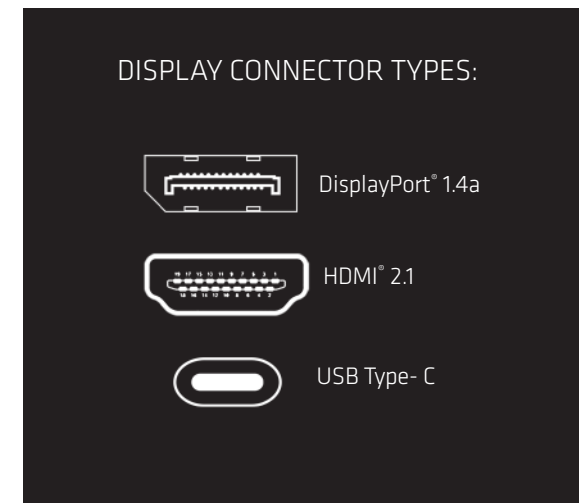 DISPLAY CONNECTOR TYPES:
DisplayPort® 1.4a
HDMI® 2.1
USB Type- C